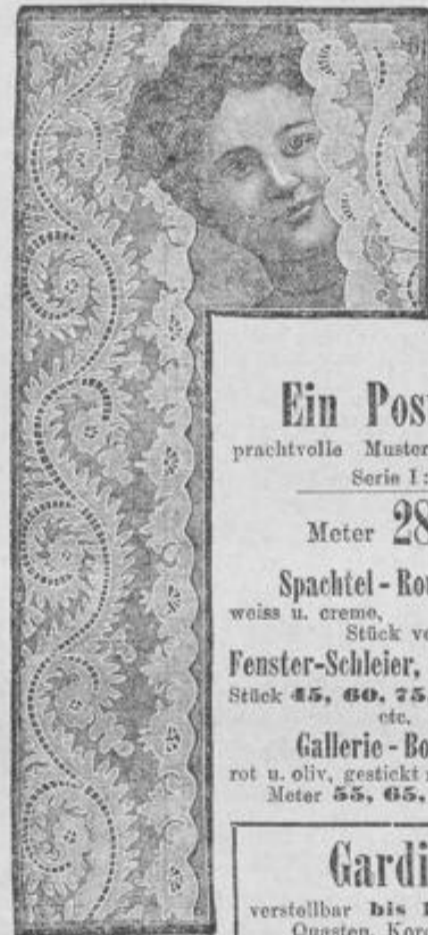 Ein Pos
prachtvolle Muster
Serie I:
Meter 28
Spachtel-Ro
weiss u. creme,
Stück v
Fenster-Schleier,
Stück 45, 60, 75,
etc.
Gallerie-Bo
rot u. oliv, gestickt
Meter 55, 65,
Gardi
verstellbar bis 1
Quasten, Kor